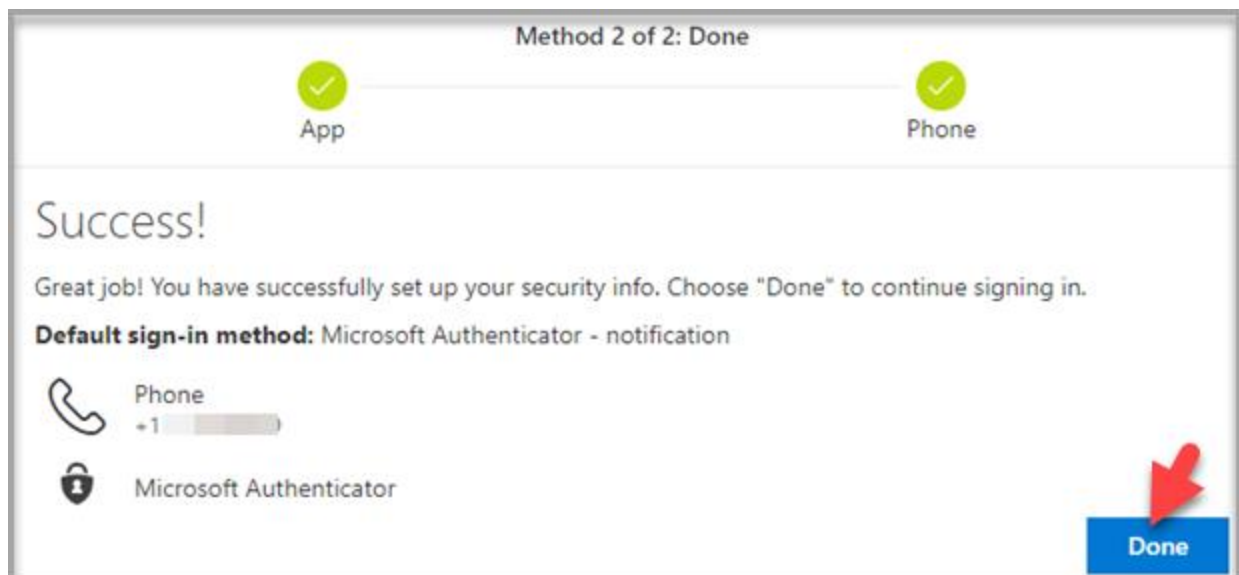 Method 2 of 2: Done
App
Phone
Success!
Great job! You have successfully set up your security info. Choose "Done" to continue signing in.
Default sign-in method: Microsoft Authenticator - notification
Phone
+1
Microsoft Authenticator
Done